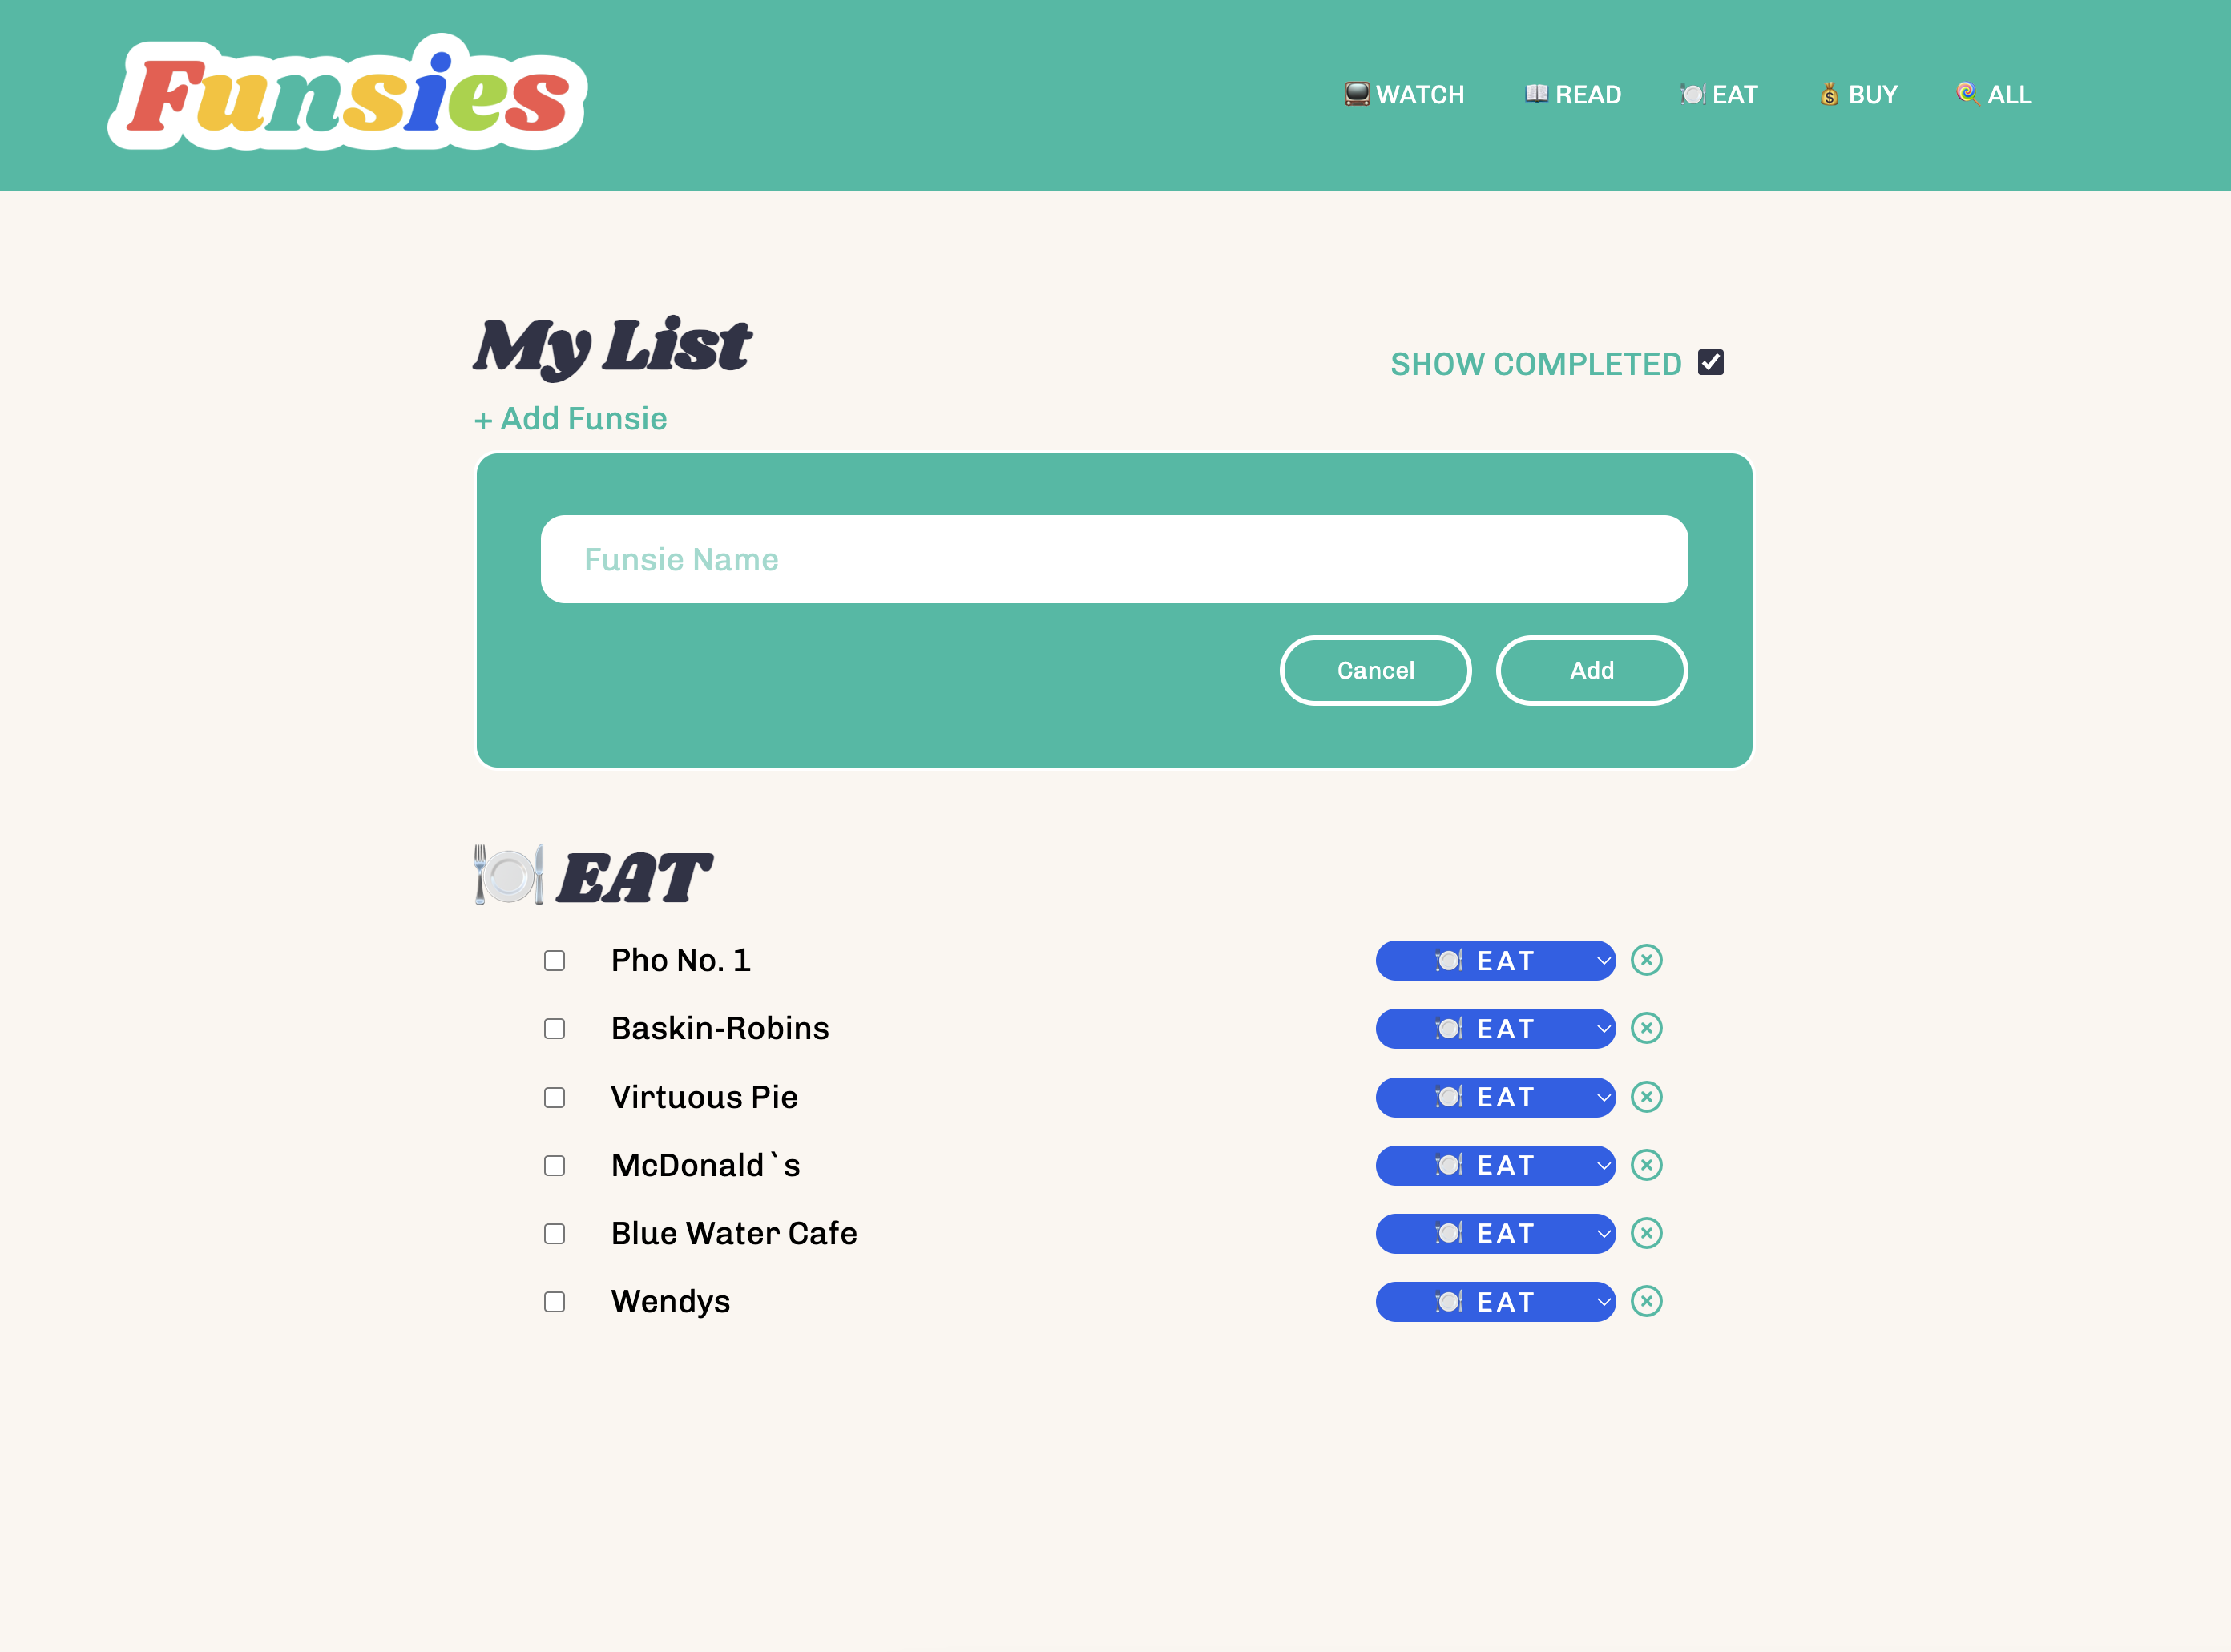 Funsies
📺 WATCH 📖 READ 🍽️ EAT 💰 BUY 🍭 ALL
My List
SHOW COMPLETED
+ Add Funsie
Funsie Name
Cancel Add
🍽️ EAT
Pho No. 1 🍽️ EAT
Baskin-Robins 🍽️ EAT
Virtuous Pie 🍽️ EAT
McDonald`s 🍽️ EAT
Blue Water Cafe 🍽️ EAT
Wendys 🍽️ EAT